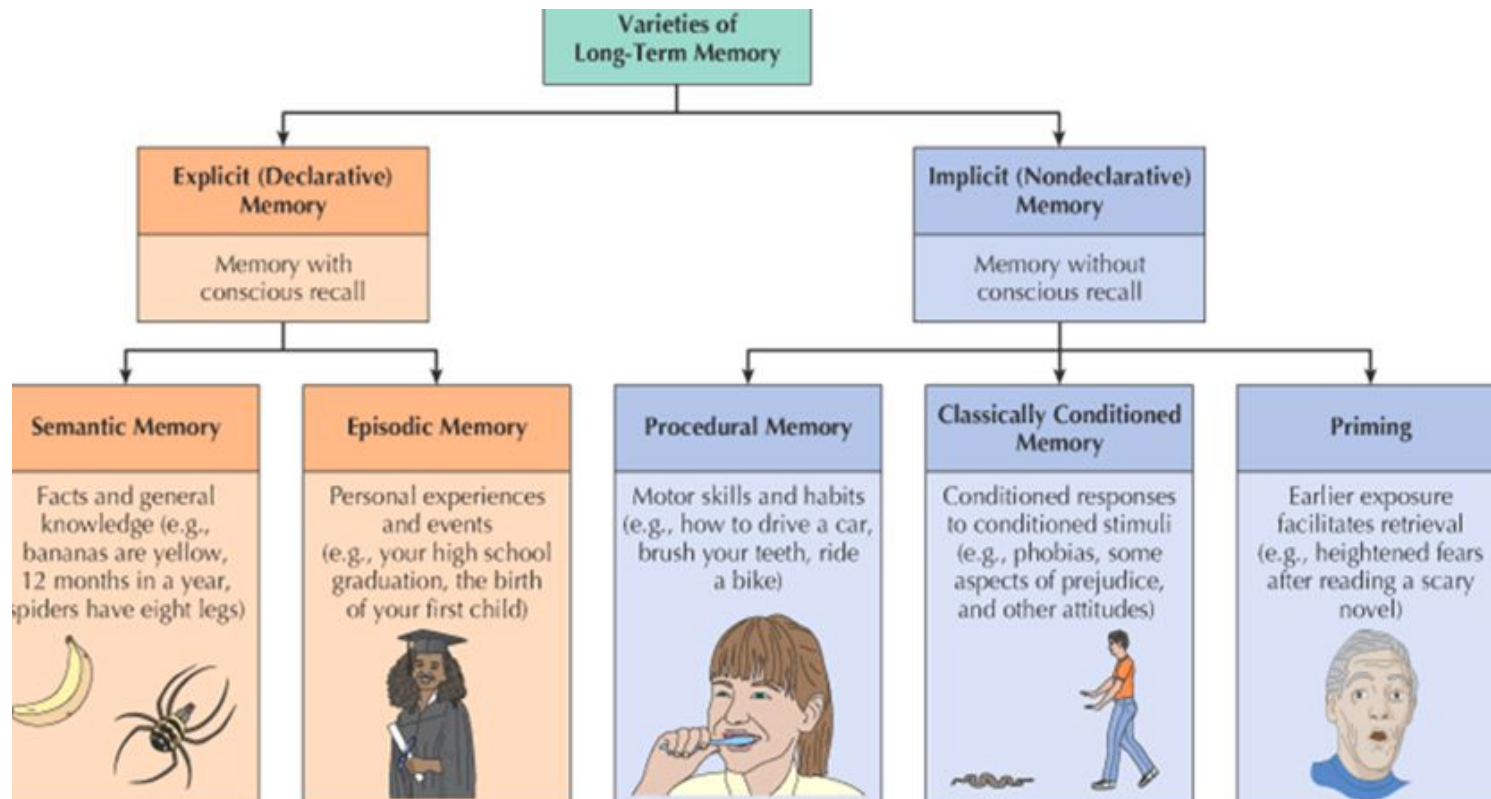 Varieties of
Long-Term Memory
Explicit (Declarative)
Memory
Memory with
conscious recall
Implicit (Nondeclarative)
Memory
Memory without
conscious recall
Semantic Memory
Facts and general
knowledge (e.g.,
bananas are yellow,
12 months in a year,
spiders have eight legs)
Episodic Memory
Personal experiences
and events
(e.g., your high school
graduation, the birth
of your first child)
Procedural Memory
Motor skills and habits
(e.g., how to drive a car,
brush your teeth, ride
a bike)
Classically Conditioned
Memory
Conditioned responses
to conditioned stimuli
(e.g., phobias, some
aspects of prejudice,
and other attitudes)
Priming
Earlier exposure
facilitates retrieval
(e.g., heightened fears
after reading a scary
novel)